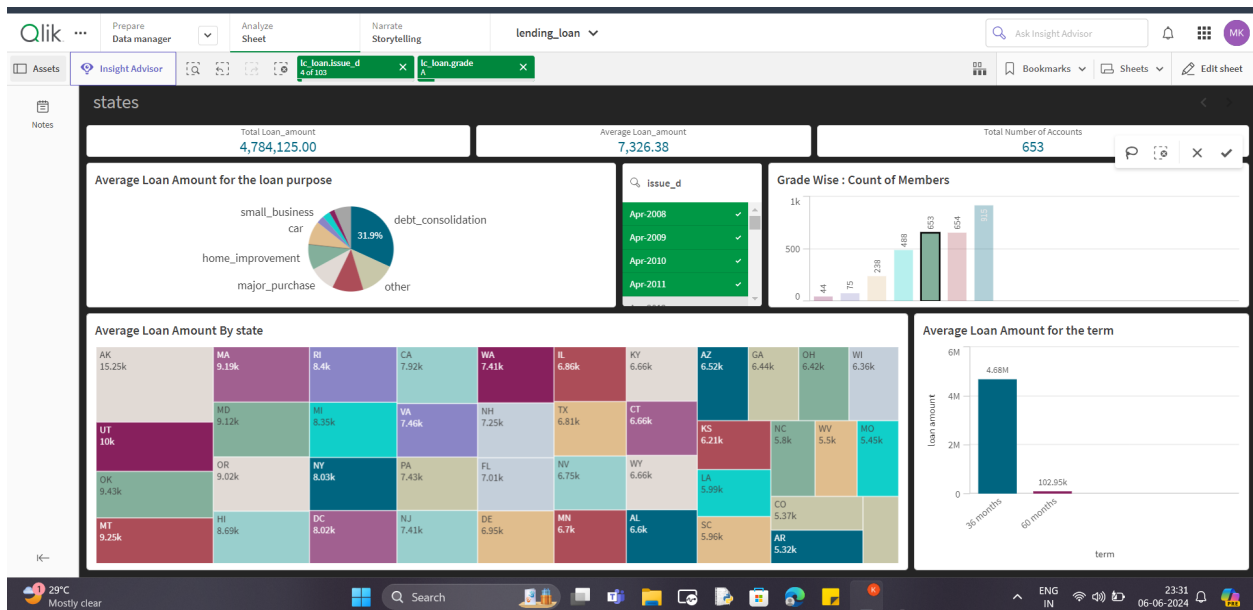 Qlik
Prepare
Data manager
Analyze
Sheet
Narrate
Storytelling
lending_loan
Ask Insight Advisor
MK
Assets
Insight Advisor
lc_loan.issue_d
4 of 103
lc_loan.grade
A
Bookmarks
Sheets
Edit sheet
Notes
states
Total Loan_amount
4,784,125.00
Average Loan_amount
7,326.38
Total Number of Accounts
653
Average Loan Amount for the loan purpose
small_business
car
home_improvement
major_purchase
debt_consolidation
31.9%
other
issue_d
Apr-2008
Apr-2009
Apr-2010
Apr-2011
Grade Wise : Count of Members
1k
500
0
44
75
238
488
653
654
Average Loan Amount By state
AK
15.25k
UT
10k
OK
9.43k
MT
9.25k
MA
9.19k
MD
9.12k
OR
9.02k
HI
8.69k
RI
8.4k
MI
8.35k
NY
8.03k
DC
8.02k
CA
7.92k
VA
7.46k
PA
7.43k
NJ
7.41k
WA
7.41k
NH
7.25k
FL
7.01k
DE
6.95k
IL
6.86k
TX
6.81k
NV
6.75k
MN
6.7k
KY
6.66k
CT
6.66k
WY
6.66k
AL
6.6k
AZ
6.52k
GA
6.44k
OH
6.42k
WI
6.36k
KS
6.21k
LA
5.99k
SC
5.96k
NC
5.8k
WV
5.5k
MO
5.45k
CO
5.37k
AR
5.32k
Average Loan Amount for the term
6M
4M
2M
0
loan amount
4.68M
102.95k
36 months
60 months
term
1
29°C
Mostly clear
Search
K
ENG
IN
23:31
06-06-2024